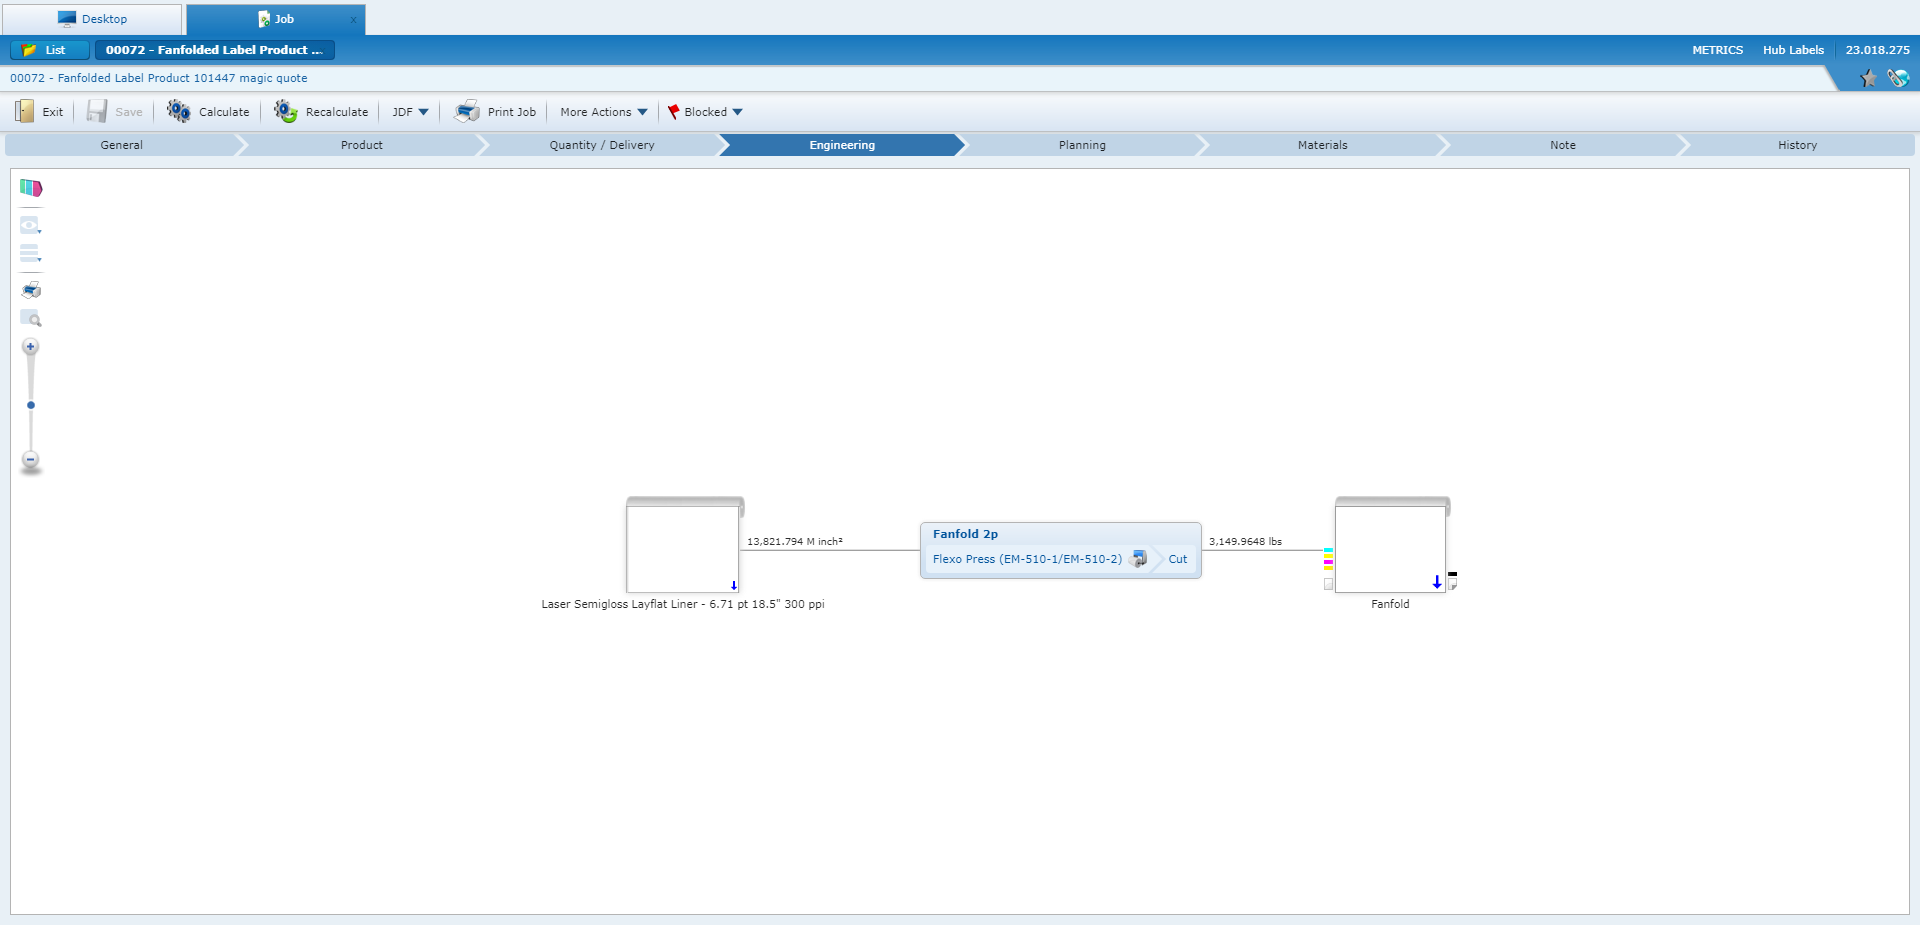 Desktop
Job
x
List
00072 - Fanfolded Label Product ...
METRICS
Hub Labels
23.018.275
00072 - Fanfolded Label Product 101447 magic quote
Exit
Save
Calculate
Recalculate
JDF
Print Job
More Actions
Blocked
General
Product
Quantity / Delivery
Engineering
Planning
Materials
Note
History
13,821.794 M inch²
Fanfold 2p
Flexo Press (EM-510-1/EM-510-2)
Cut
3,149.9648 lbs
Laser Semigloss Layflat Liner - 6.71 pt 18.5" 300 ppi
Fanfold